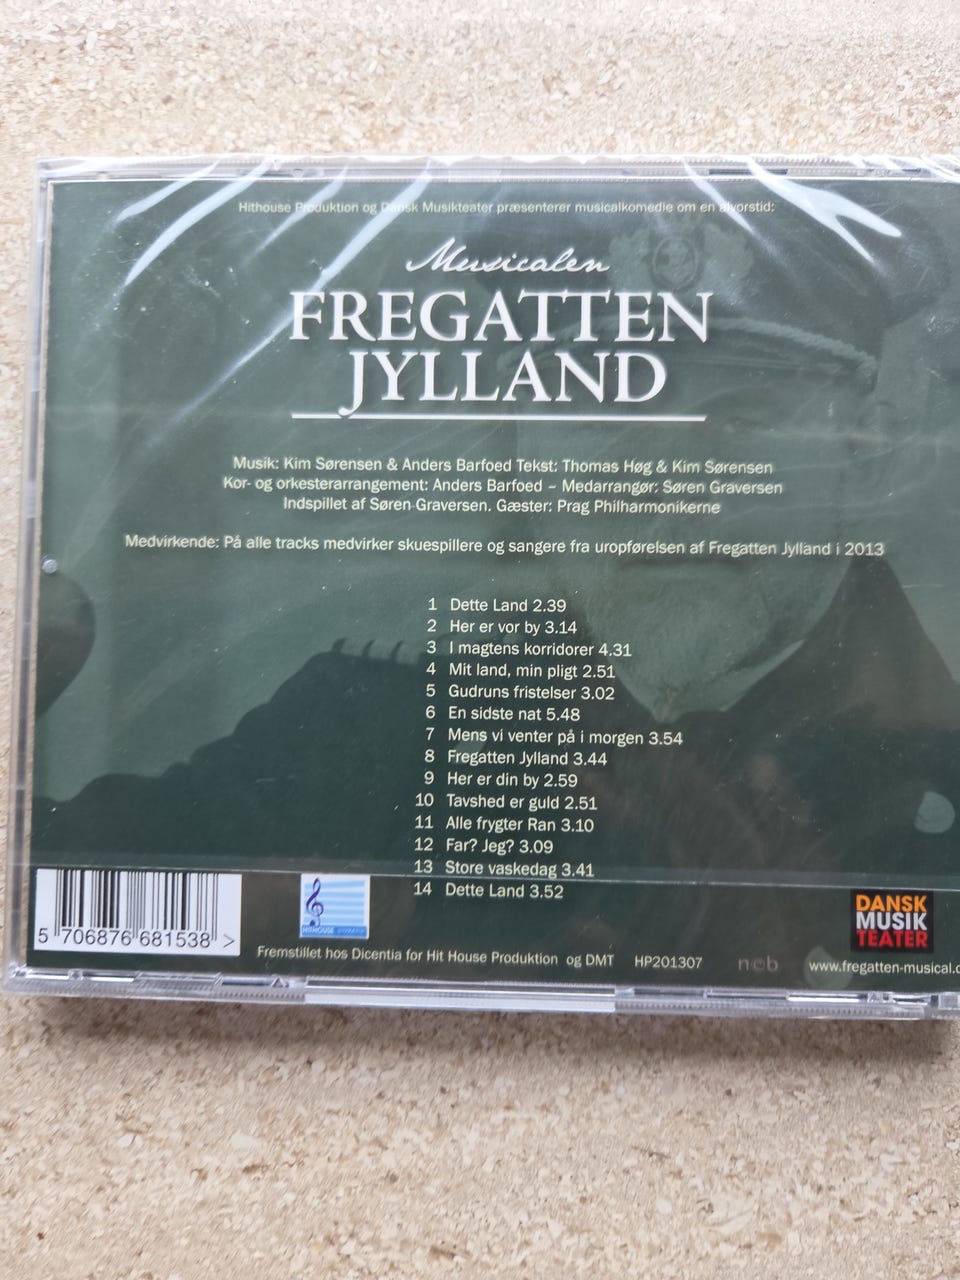 Hithouse Produktion og Dansk Musikteater præsenterer musicalkomedie om en alvorstid:
Musicalen
FREGATTEN
JYLLAND
Musik: Kim Sørensen & Anders Barfoed Tekst: Thomas Høg & Kim Sørensen
Kor- og orkesterarrangement: Anders Barfoed – Medarrangør: Søren Graversen
Indspillet af Søren Graversen. Gæster: Prag Philharmonikerne
Medvirkende: På alle tracks medvirker skuespillere og sangere fra uropførelsen af Fregatten Jylland i 2013
1 Dette Land 2.39
2 Her er vor by 3.14
3 I magtens korridorer 4.31
4 Mit land, min pligt 2.51
5 Gudruns fristelser 3.02
6 En sidste nat 5.48
7 Mens vi venter på i morgen 3.54
8 Fregatten Jylland 3.44
9 Her er din by 2.59
10 Tavshed er guld 2.51
11 Alle frygter Ran 3.10
12 Far? Jeg? 3.09
13 Store vaskedag 3.41
14 Dette Land 3.52
5 706876 681538 >
HITHOUSE
DANSK
MUSIK
TEATER
Fremstillet hos Dicentia for Hit House Produktion og DMT HP201307 ncb www.fregatten-musical.